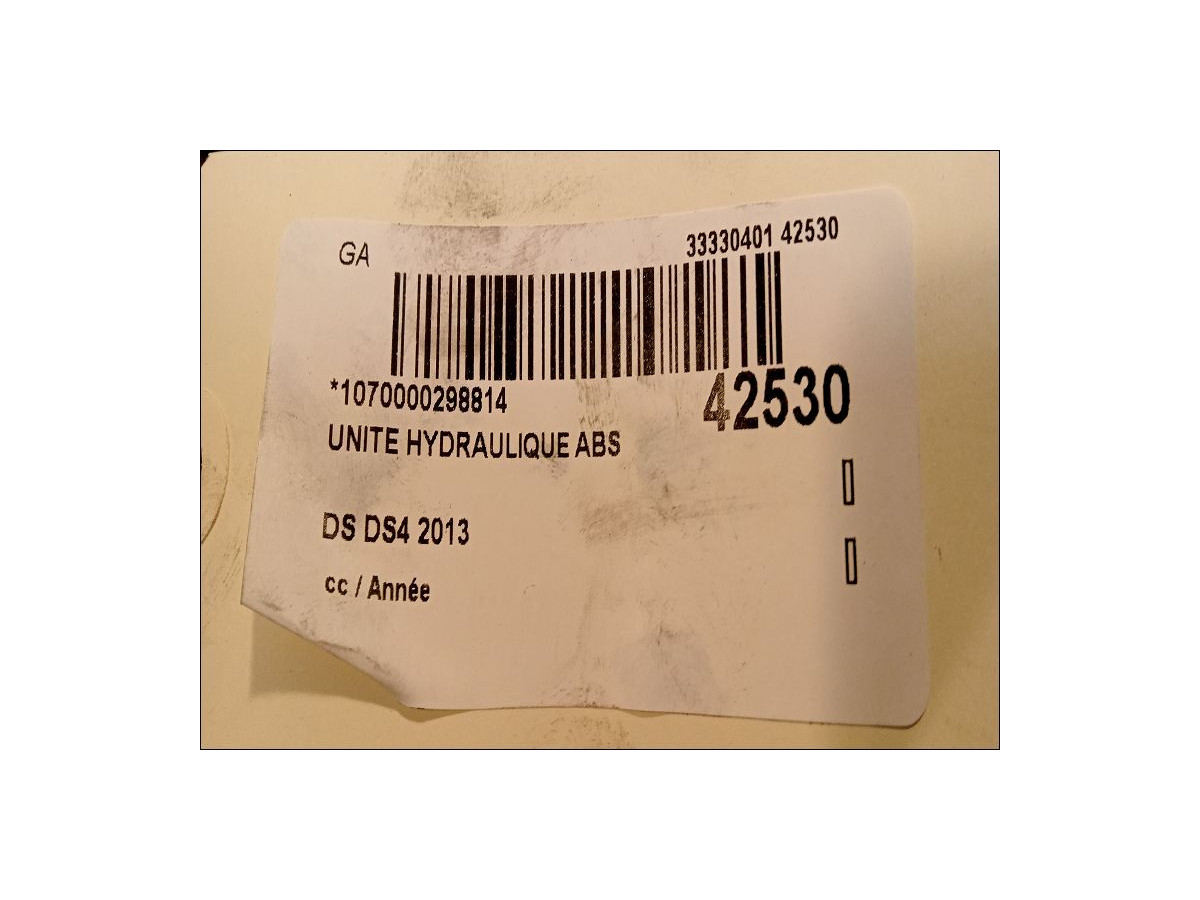 GA
33330401 42530
*1070000298814
42530
UNITE HYDRAULIQUE ABS
DS DS4 2013
cc / Année